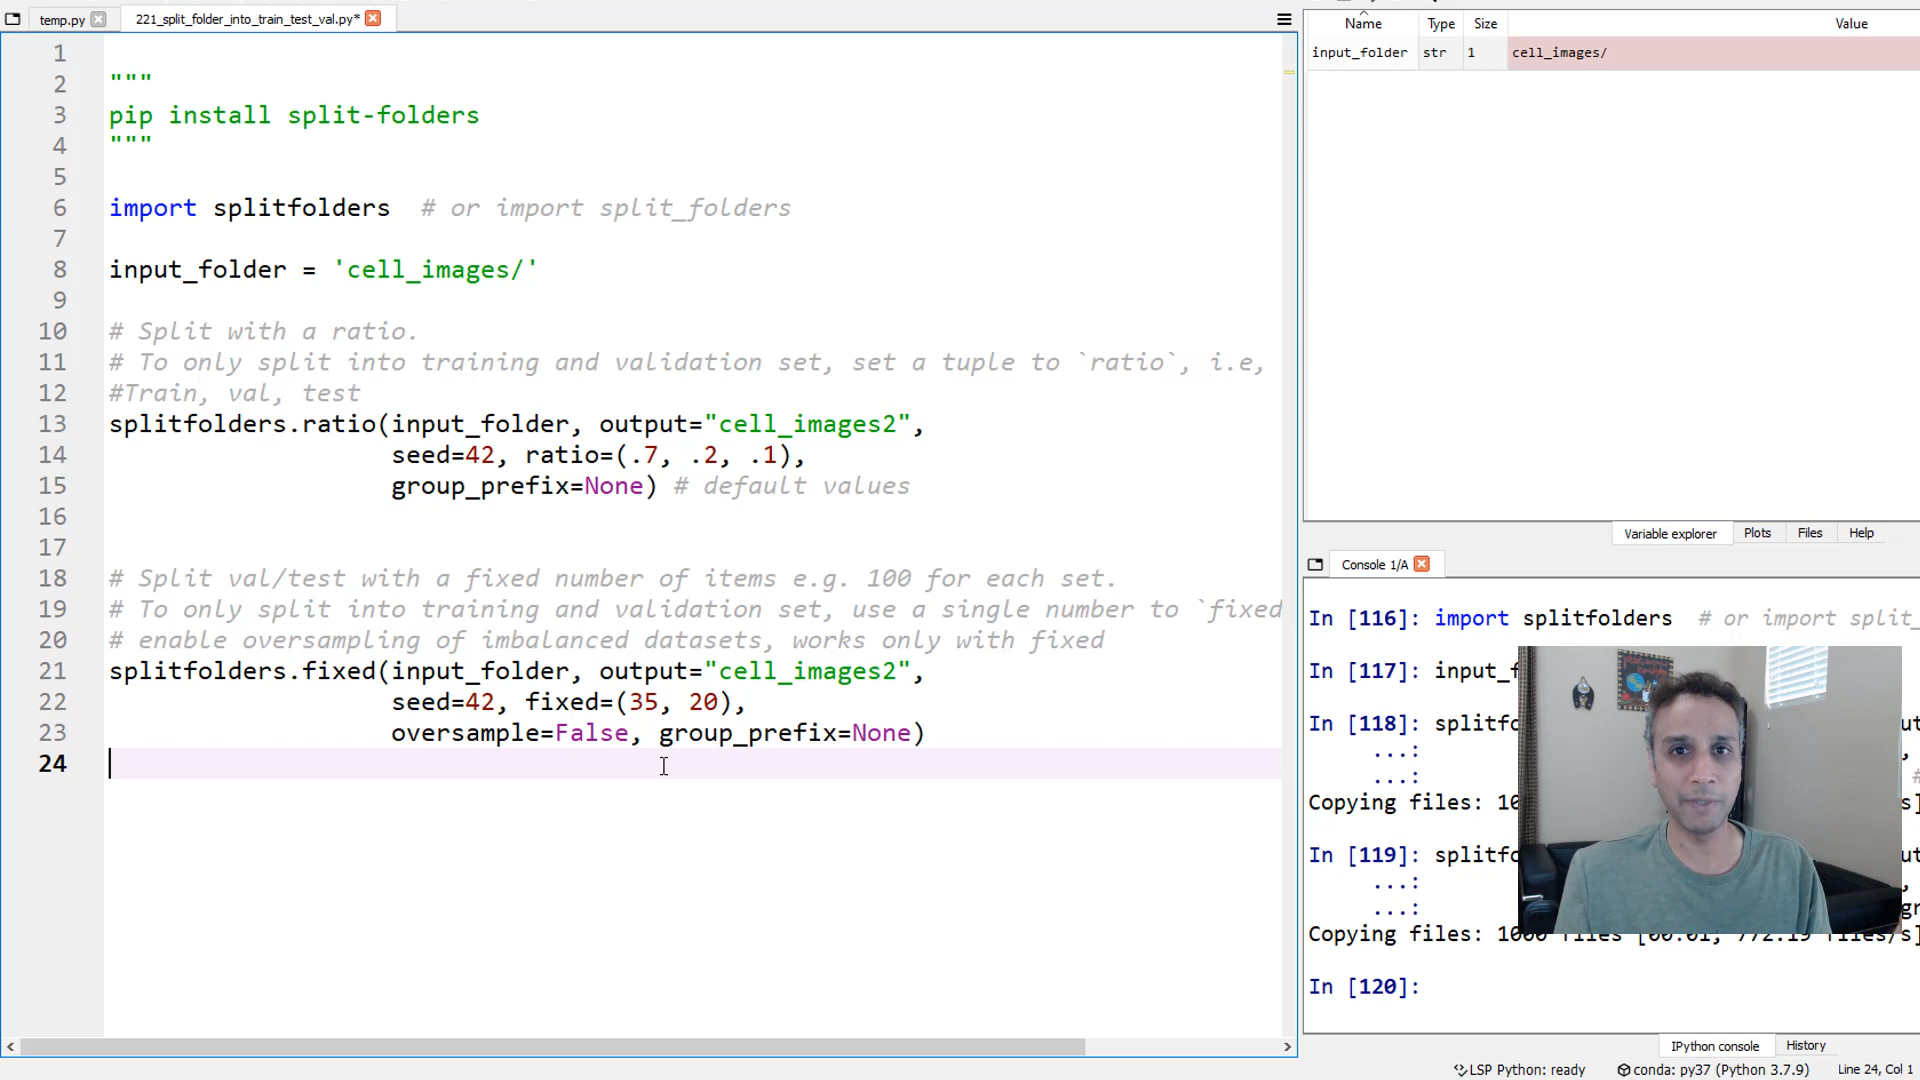 temp.py
221_split_folder_into_train_test_val.py*
1
2 """
3 pip install split-folders
4 """
5
6 import splitfolders  # or import split_folders
7
8 input_folder = 'cell_images/'
9
10 # Split with a ratio.
11 # To only split into training and validation set, set a tuple to `ratio`, i.e,
12 #Train, val, test
13 splitfolders.ratio(input_folder, output="cell_images2",
14 seed=42, ratio=(.7, .2, .1),
15 group_prefix=None) # default values
16
17
18 # Split val/test with a fixed number of items e.g. 100 for each set.
19 # To only split into training and validation set, use a single number to `fixed
20 # enable oversampling of imbalanced datasets, works only with fixed
21 splitfolders.fixed(input_folder, output="cell_images2",
22 seed=42, fixed=(35, 20),
23 oversample=False, group_prefix=None)
24
Name Type Size Value
input_folder str 1 cell_images/
Variable explorer Plots Files Help
Console 1/A
In [116]: import splitfolders  # or import split_
In [117]: input_f
In [118]: splitfo
...:
...:
Copying files:
In [119]: splitfo
...:
...:
Copying files: 1000 files [00:01, 772.19 files/s]
In [120]:
IPython console History
LSP Python: ready conda: py37 (Python 3.7.9) Line 24, Col 1